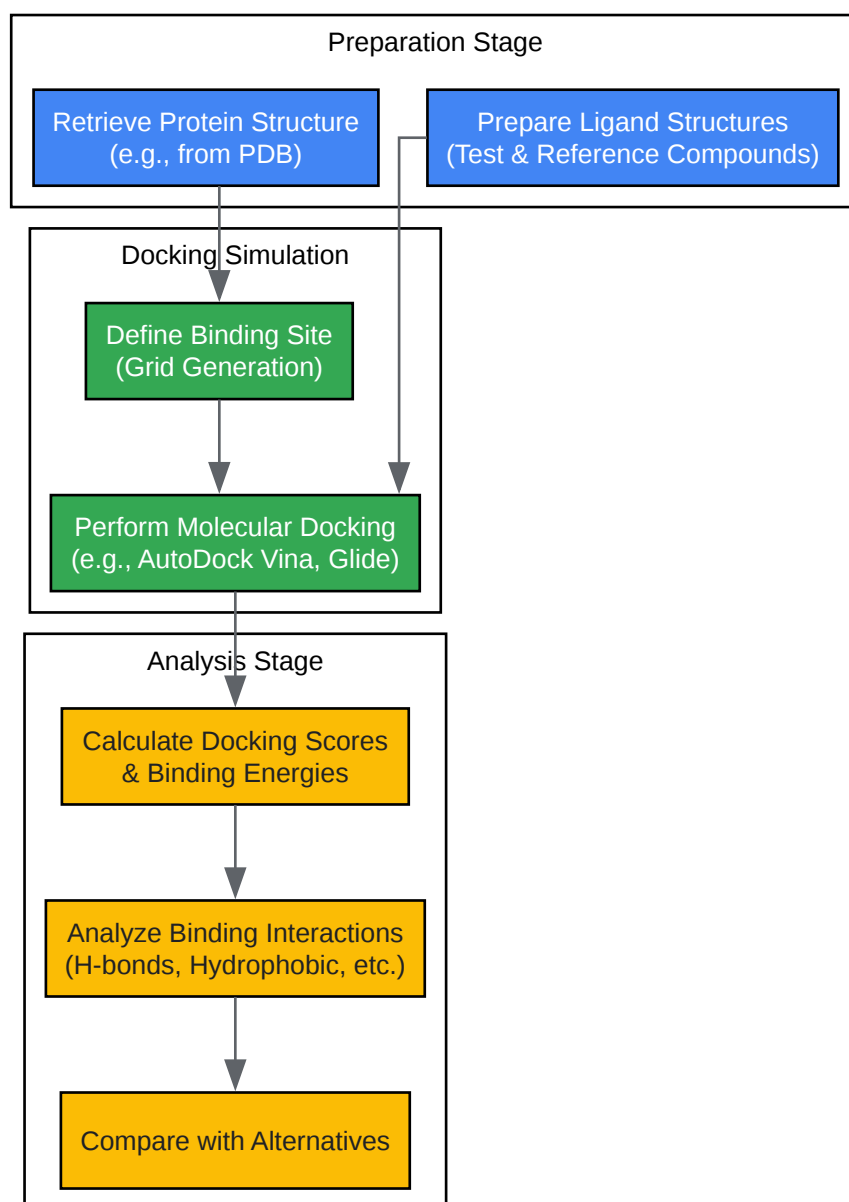 Preparation Stage
Retrieve Protein Structure
(e.g., from PDB)
Prepare Ligand Structures
(Test & Reference Compounds)
Docking Simulation
Define Binding Site
(Grid Generation)
Perform Molecular Docking
(e.g., AutoDock Vina, Glide)
Analysis Stage
Calculate Docking Scores
& Binding Energies
Analyze Binding Interactions
(H-bonds, Hydrophobic, etc.)
Compare with Alternatives